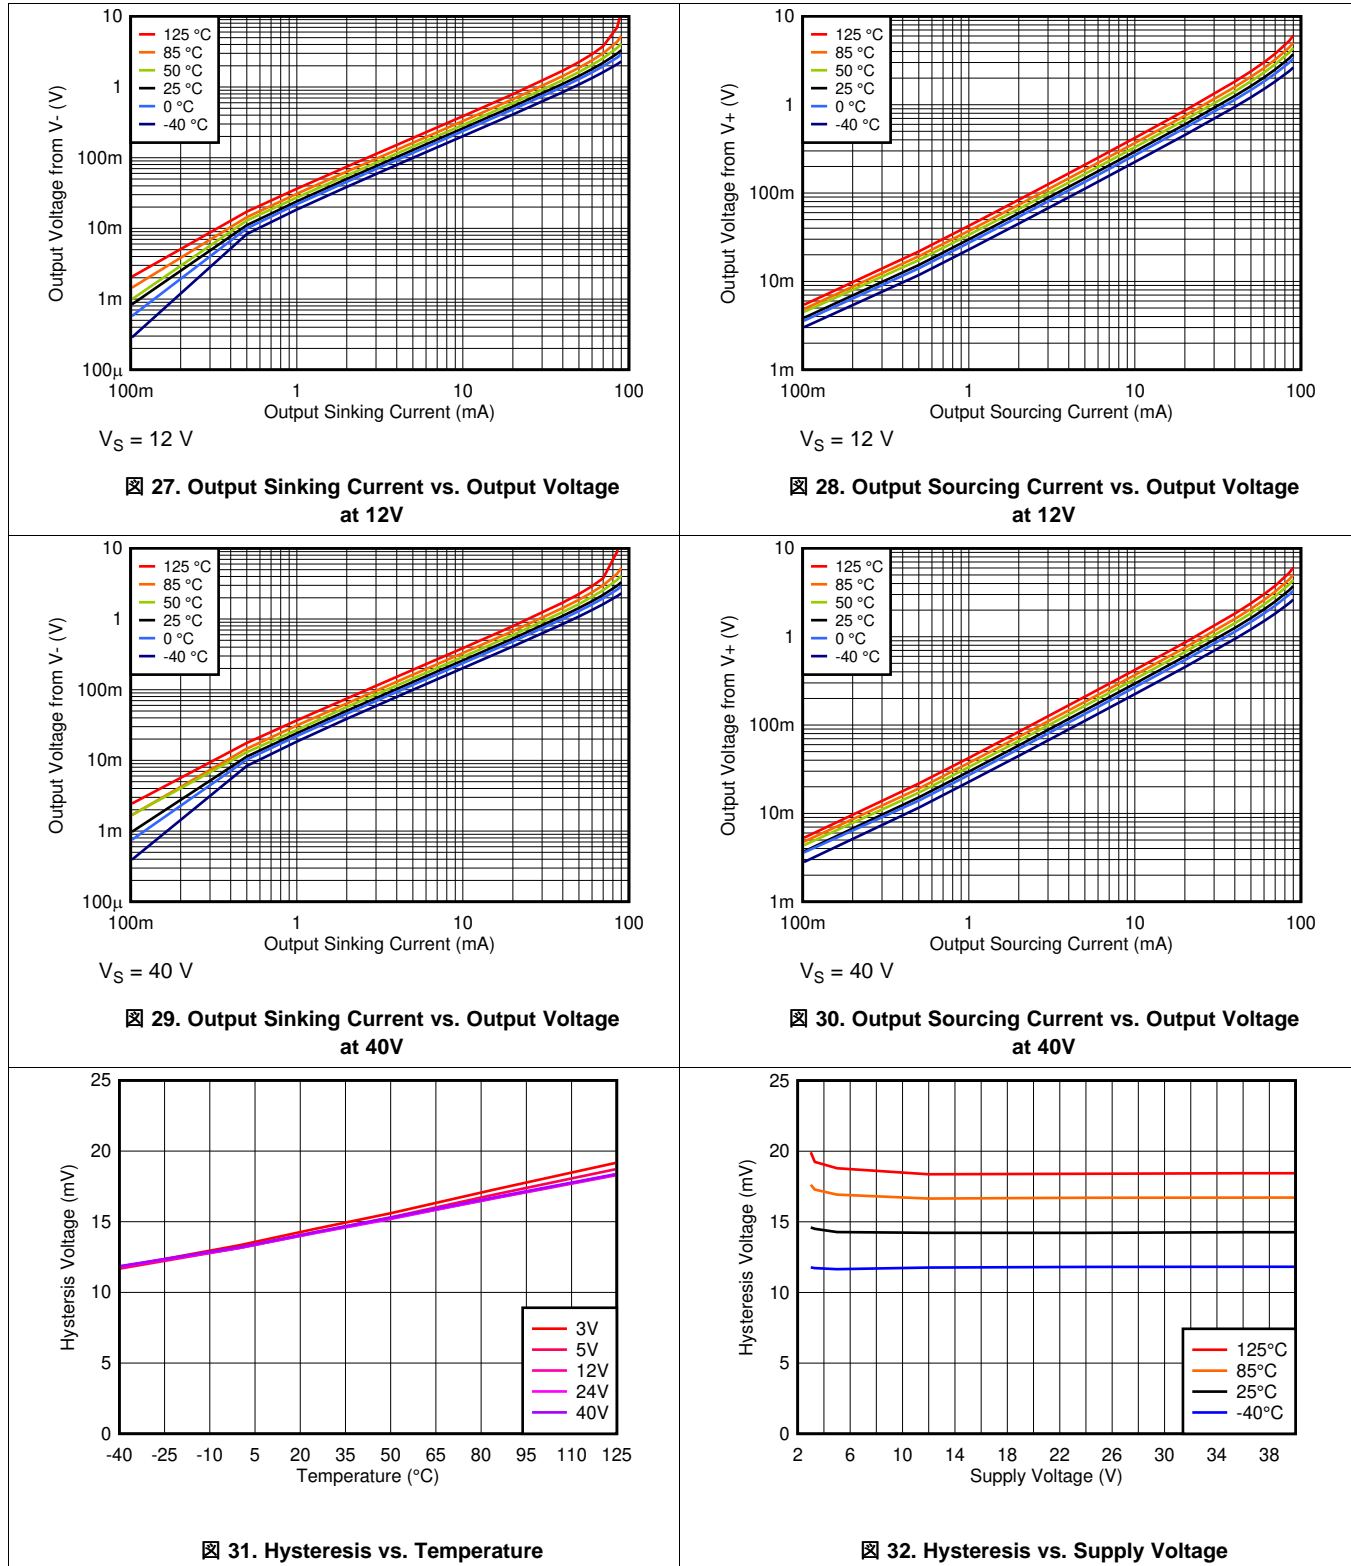 10
1
100m
10m
1m
100μ
Output Voltage from V- (V)
125 °C
85 °C
50 °C
25 °C
0 °C
-40 °C
100m 1 10 100
Output Sinking Current (mA)
VS = 12 V
図 27. Output Sinking Current vs. Output Voltage
at 12V
10
1
100m
10m
1m
Output Voltage from V+ (V)
125 °C
85 °C
50 °C
25 °C
0 °C
-40 °C
100m 1 10 100
Output Sourcing Current (mA)
VS = 12 V
図 28. Output Sourcing Current vs. Output Voltage
at 12V
10
1
100m
10m
1m
100μ
Output Voltage from V- (V)
125 °C
85 °C
50 °C
25 °C
0 °C
-40 °C
100m 1 10 100
Output Sinking Current (mA)
VS = 40 V
図 29. Output Sinking Current vs. Output Voltage
at 40V
10
1
100m
10m
1m
Output Voltage from V+ (V)
125 °C
85 °C
50 °C
25 °C
0 °C
-40 °C
100m 1 10 100
Output Sourcing Current (mA)
VS = 40 V
図 30. Output Sourcing Current vs. Output Voltage
at 40V
25
20
15
10
5
0
Hystersis Voltage (mV)
3V
5V
12V
24V
40V
-40 -25 -10 5 20 35 50 65 80 95 110 125
Temperature (°C)
図 31. Hysteresis vs. Temperature
25
20
15
10
5
0
Hysteresis Voltage (mV)
125°C
85°C
25°C
-40°C
2 6 10 14 18 22 26 30 34 38
Supply Voltage (V)
図 32. Hysteresis vs. Supply Voltage